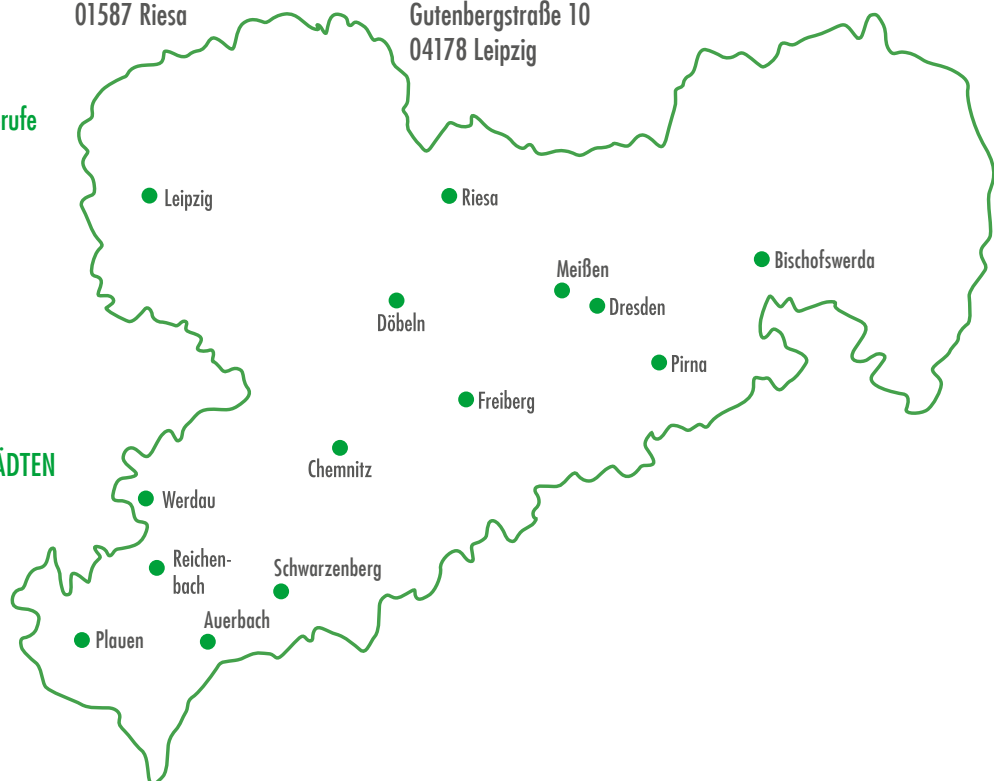 01587 Riesa
Gutenbergstraße 10
04178 Leipzig
rufe
Leipzig
Riesa
Bischofswerda
Meißen
Dresden
Döbeln
Pirna
Freiberg
Chemnitz
ÄDTEN
Werdau
Reichen-
bach
Schwarzenberg
Auerbach
Plauen